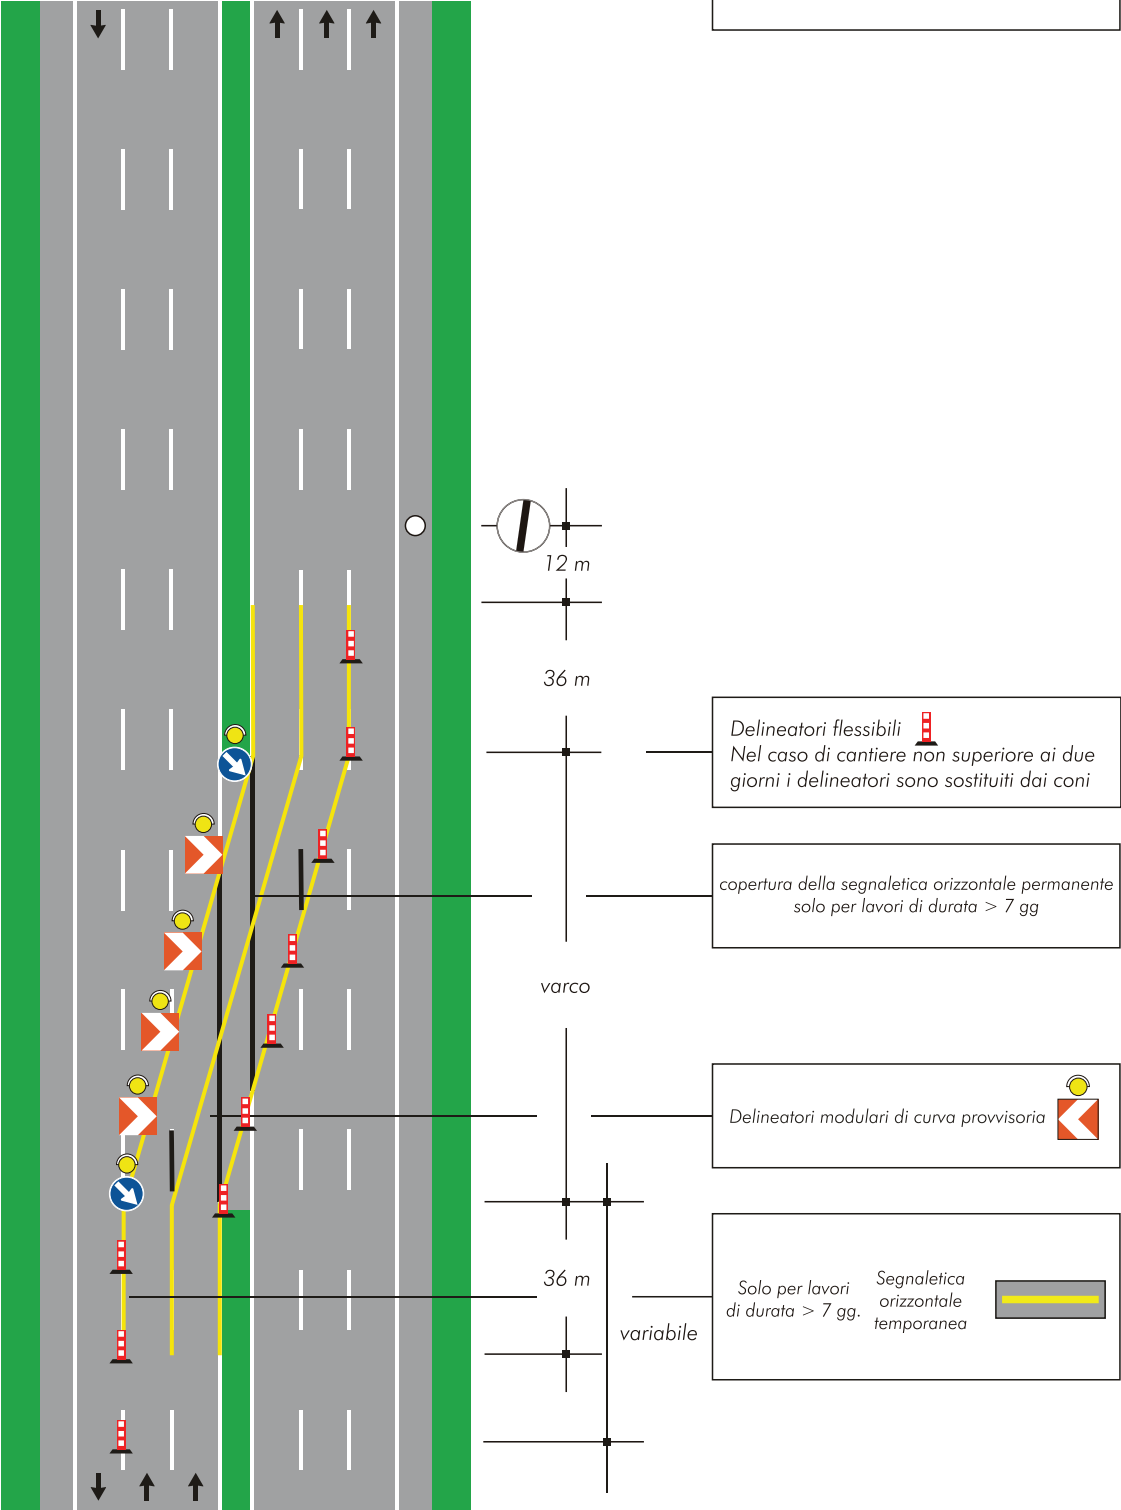 12 m
36 m
Delineatori flessibili
Nel caso di cantiere non superiore ai due
giorni i delineatori sono sostituiti dai coni
copertura della segnaletica orizzontale permanente
solo per lavori di durata > 7 gg
varco
Delineatori modulari di curva provvisoria
36 m
variabile
Solo per lavori
di durata > 7 gg.
Segnaletica
orizzontale
temporanea